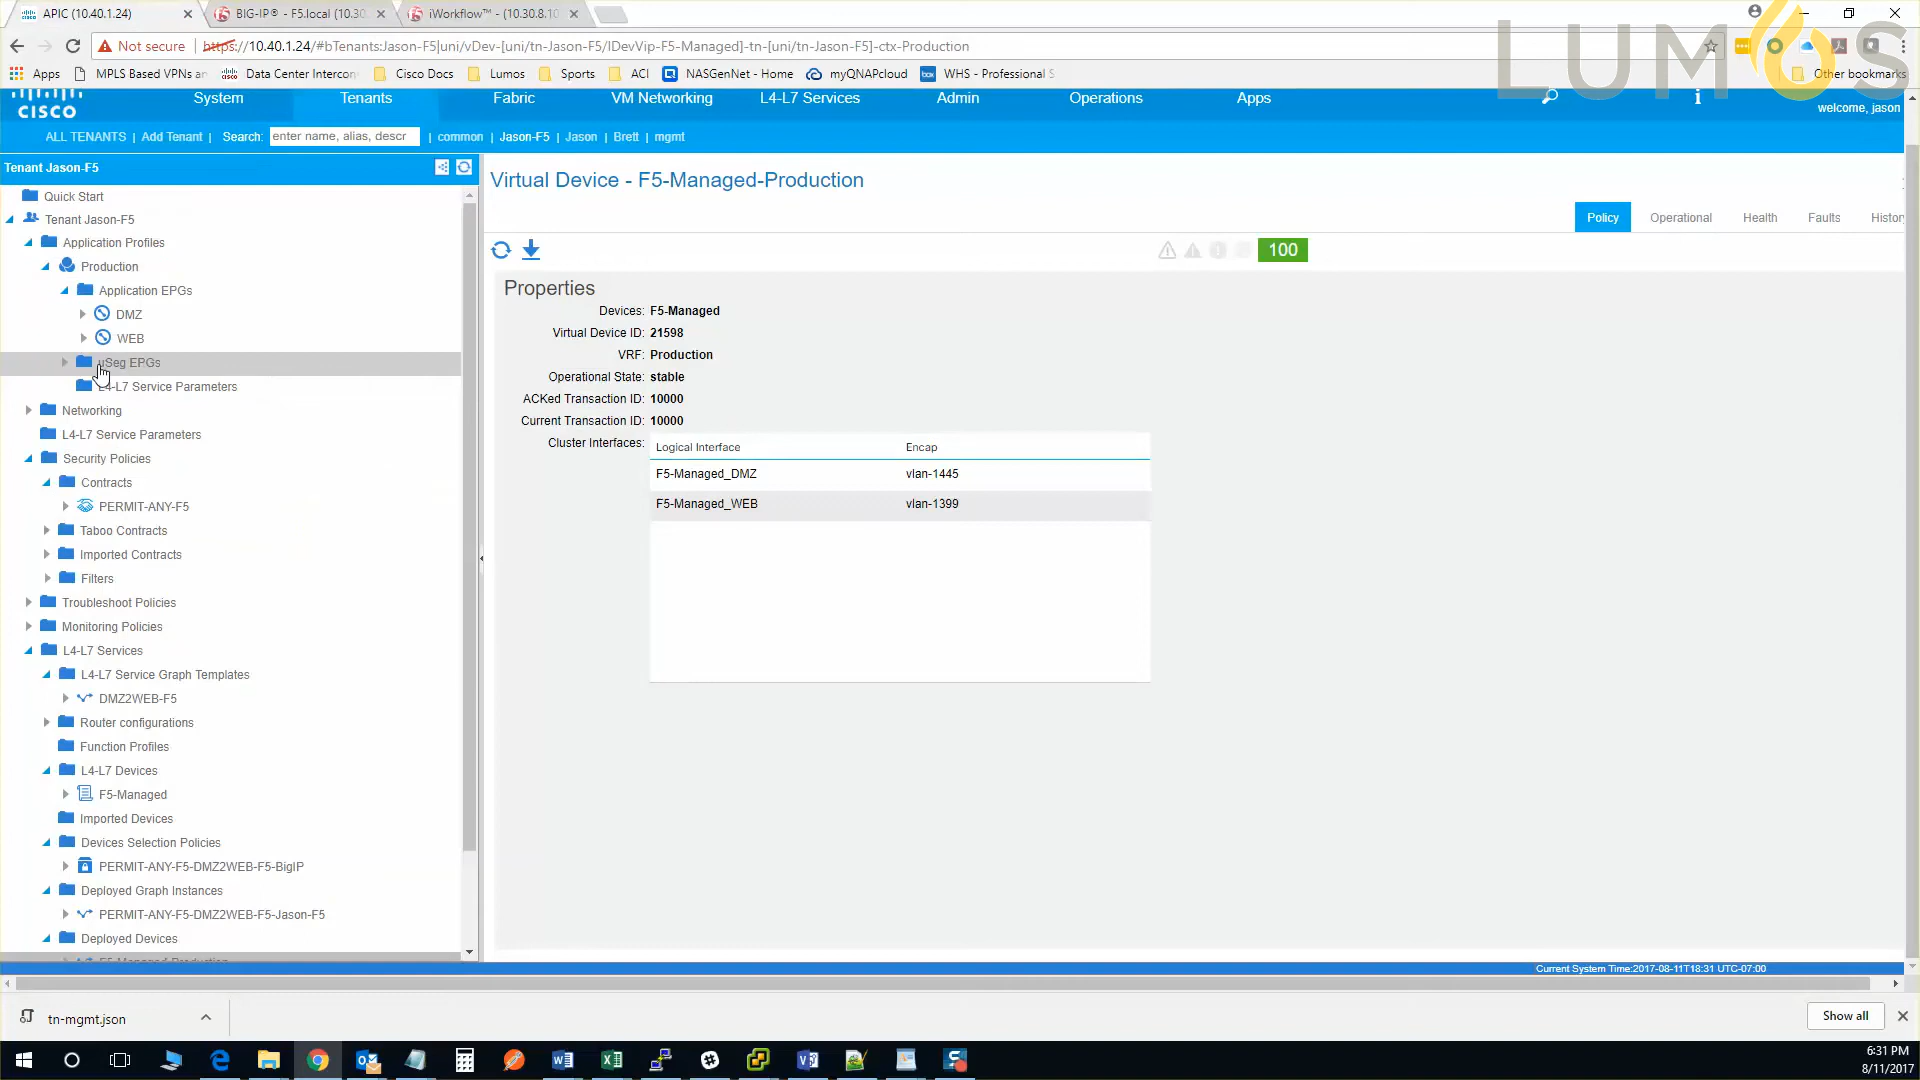 APIC (10.40.1.24)
BIG-IP® - F5.local (10.30.
iWorkflow™ - (10.30.8.10
Not secure
https://10.40.1.24/#bTenants:Jason-F5|uni/vDev-[uni/tn-Jason-F5/lDevVip-F5-Managed]-tn-[uni/tn-Jason-F5]-ctx-Production
LUMOS
Apps
MPLS Based VPNs an
Data Center Intercon
Cisco Docs
Lumos
Sports
ACI
NASGenNet - Home
myQNAPcloud
WHS - Professional S
Other bookmarks
CISCO
System
Tenants
Fabric
VM Networking
L4-L7 Services
Admin
Operations
Apps
i
welcome, jason
ALL TENANTS | Add Tenant | Search: enter name, alias, descr | common | Jason-F5 | Jason | Brett | mgmt
Tenant Jason-F5
Quick Start
Tenant Jason-F5
Application Profiles
Production
Application EPGs
DMZ
WEB
uSeg EPGs
L4-L7 Service Parameters
Networking
L4-L7 Service Parameters
Security Policies
Contracts
PERMIT-ANY-F5
Taboo Contracts
Imported Contracts
Filters
Troubleshoot Policies
Monitoring Policies
L4-L7 Services
L4-L7 Service Graph Templates
DMZ2WEB-F5
Router configurations
Function Profiles
L4-L7 Devices
F5-Managed
Imported Devices
Devices Selection Policies
PERMIT-ANY-F5-DMZ2WEB-F5-BigIP
Deployed Graph Instances
PERMIT-ANY-F5-DMZ2WEB-F5-Jason-F5
Deployed Devices
F5-Managed-Production
Virtual Device - F5-Managed-Production
Policy
Operational
Health
Faults
History
100
Properties
Devices: F5-Managed
Virtual Device ID: 21598
VRF: Production
Operational State: stable
ACKed Transaction ID: 10000
Current Transaction ID: 10000
Cluster Interfaces:
Logical Interface Encap
F5-Managed_DMZ vlan-1445
F5-Managed_WEB vlan-1399
Current System Time:2017-08-11T18:31 UTC-07:00
tn-mgmt.json
Show all
6:31 PM
8/11/2017